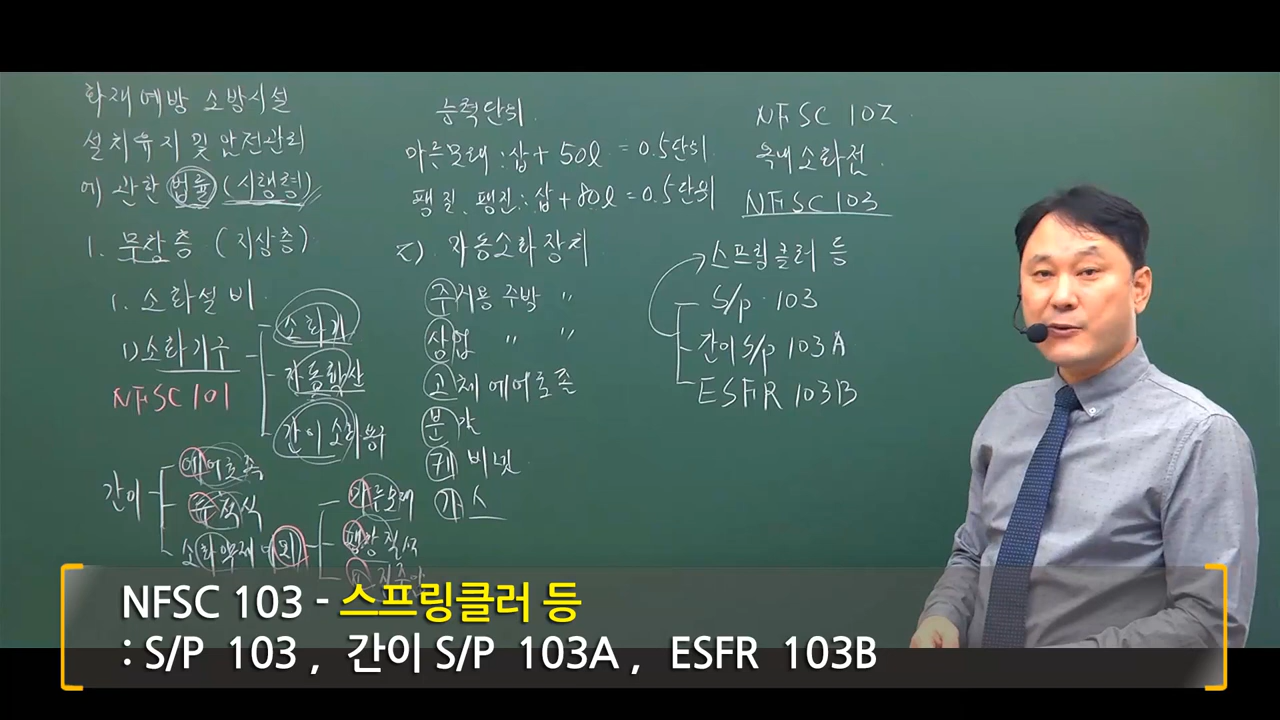 화재예방 소방시설
설치유지 및 안전관리
에 관한 법률 (시행령)
1. 무창층 (지상층)
1. 소화설비
1) 소화기구
NFSC 101
소화기
자동확산
간이소화용구
간이
에어로졸
투척식
소화약제 외
마른모래
팽창질석
팽창진주암
능력단위
마른모래 : 삽 + 50ℓ = 0.5단위
팽질, 팽진 : 삽 + 80ℓ = 0.5단위
2) 자동소화장치
주거용 주방 〃
상업 〃 〃
고체에어로졸
분말
캐비넷
가스
NFSC 102
옥내소화전
NFSC 103
스프링클러 등
S/p 103
간이 S/p 103A
ESFR 103B
NFSC 103 - 스프링클러 등
: S/P 103 , 간이 S/P 103A , ESFR 103B